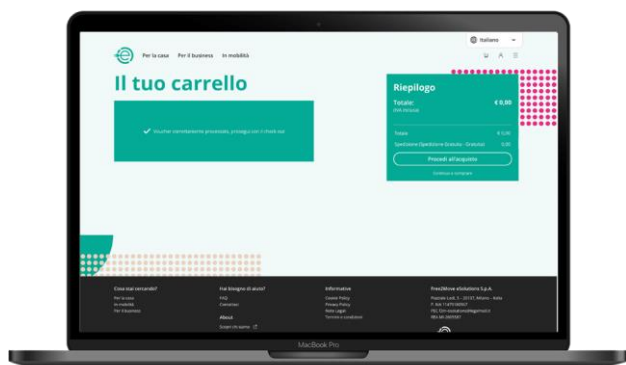 Italiano
Per la casa Per il business In mobilità
Il tuo carrello
Voucher correttamente processato, prosegui con il check out
Riepilogo
Totale: € 0,00
(IVA inclusa)
Totale € 0,00
Spedizione (Spedizione Gratuita - Gratuito) 0,00
Procedi all'acquisto
Continua a comprare
Cosa stai cercando?
Per la casa
In mobilità
Per il business
Hai bisogno di aiuto?
FAQ
Contattaci
About
Scopri chi siamo
Informative
Cookie Policy
Privacy Policy
Note Legali
Termini e condizioni
Free2Move eSolutions S.p.A.
MacBook Pro